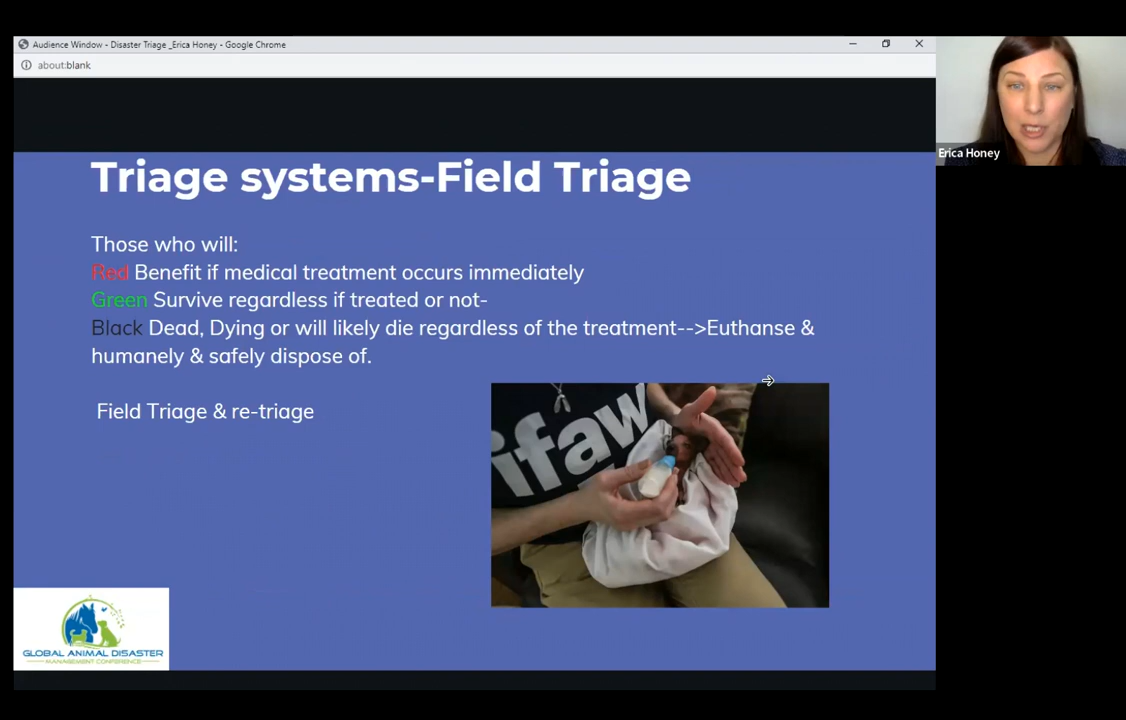 Audience Window - Disaster Triage _Erica Honey - Google Chrome
about:blank
Erica Honey
Triage systems-Field Triage
Those who will:
Red Benefit if medical treatment occurs immediately
Green Survive regardless if treated or not-
Black Dead, Dying or will likely die regardless of the treatment-->Euthanse &
humanely & safely dispose of.
Field Triage & re-triage
ifaw
GLOBAL ANIMAL DISASTER
MANAGEMENT CONFERENCE